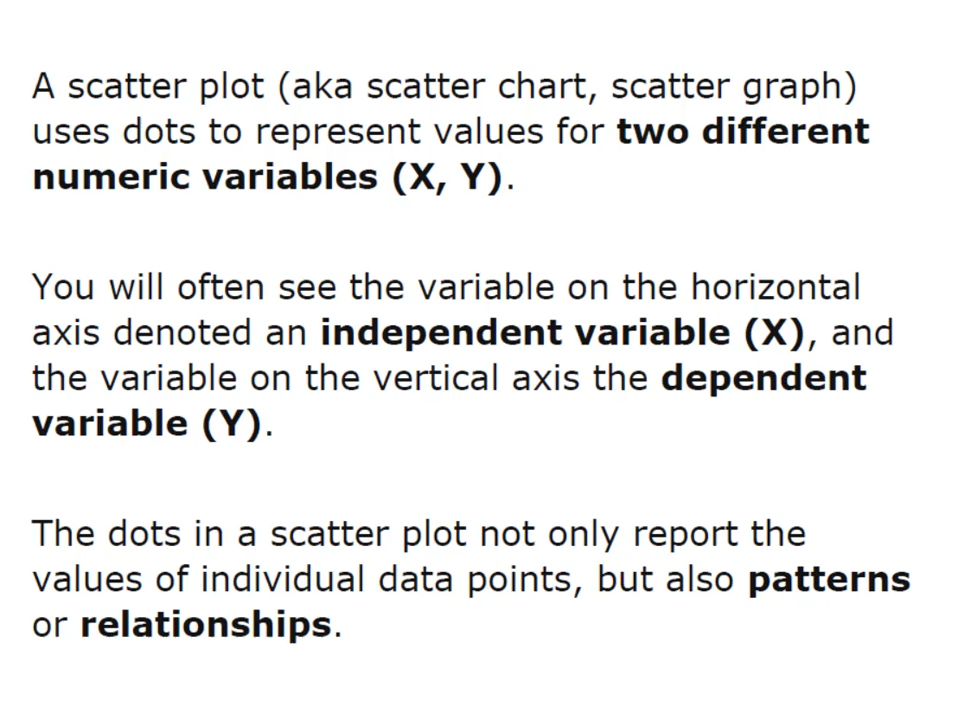 A scatter plot (aka scatter chart, scatter graph)
uses dots to represent values for two different
numeric variables (X, Y).
You will often see the variable on the horizontal
axis denoted an independent variable (X), and
the variable on the vertical axis the dependent
variable (Y).
The dots in a scatter plot not only report the
values of individual data points, but also patterns
or relationships.